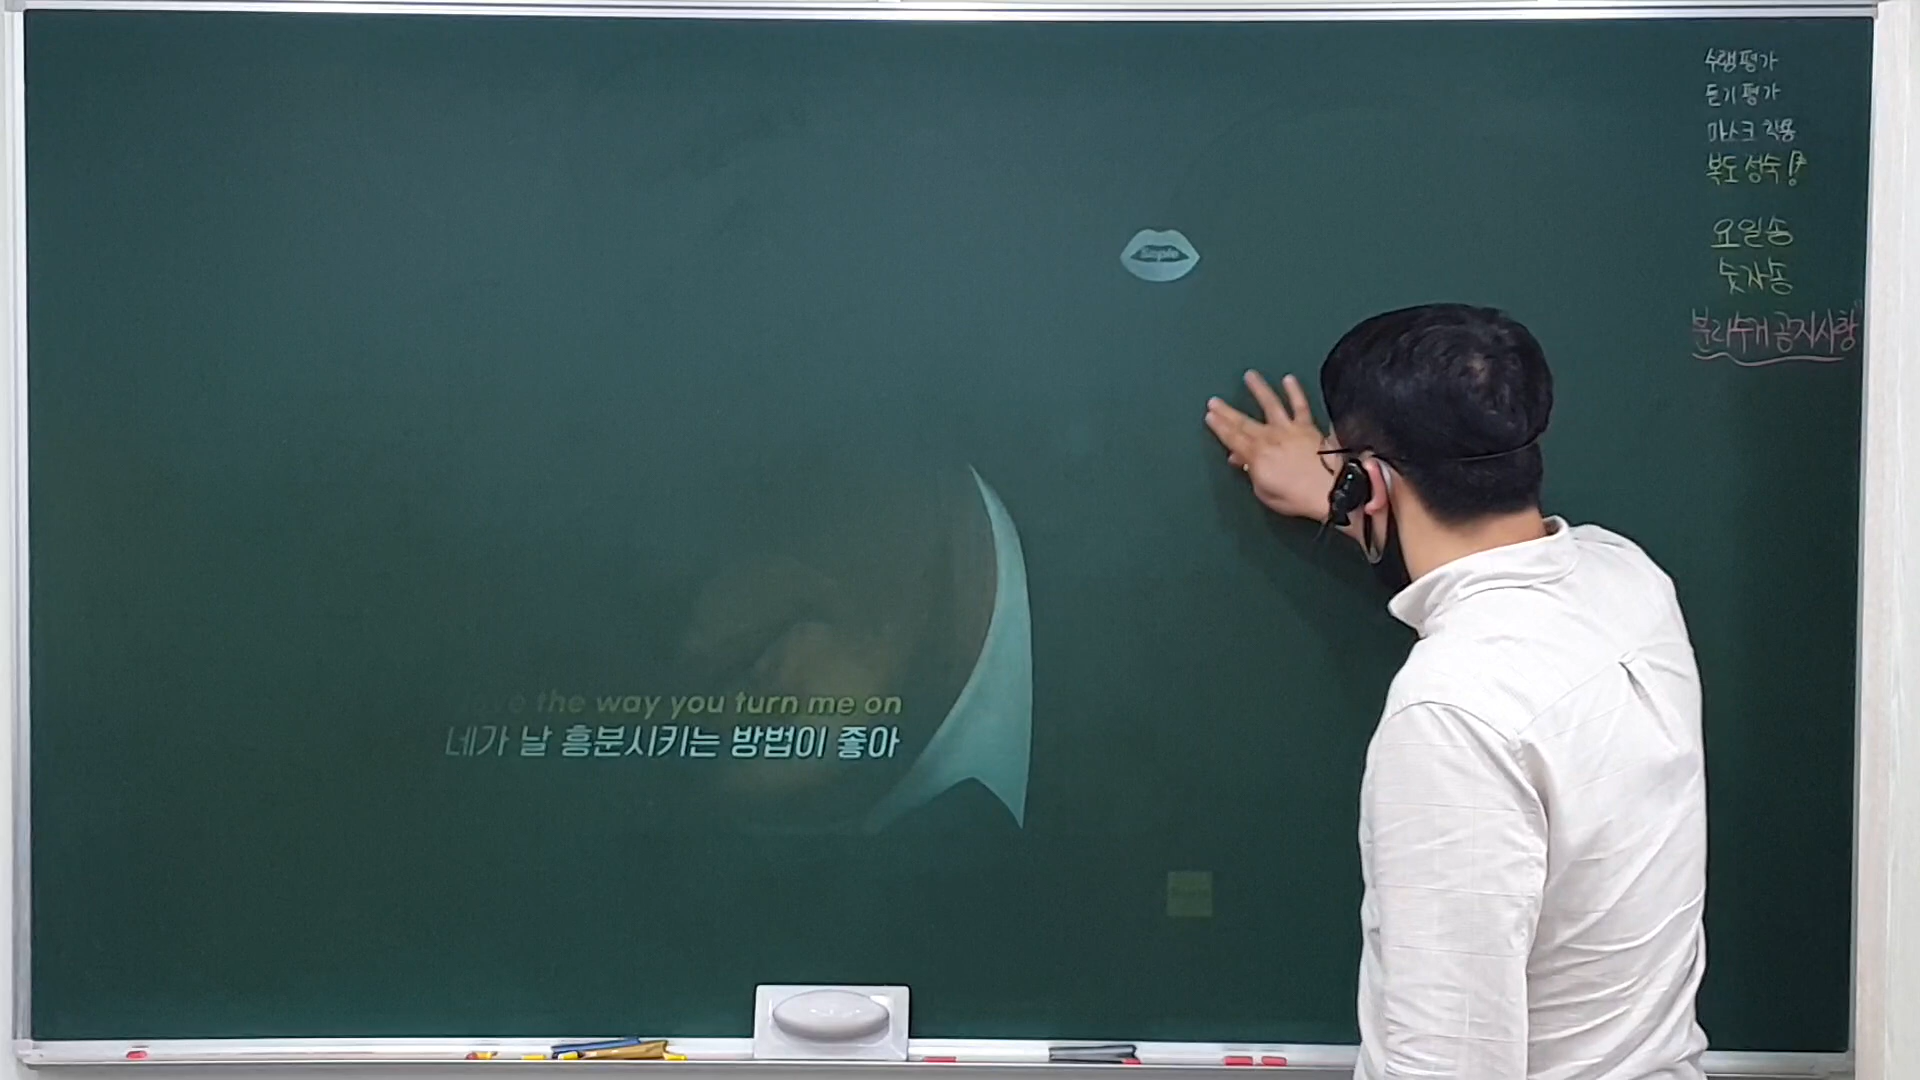 수행평가
듣기평가
마스크 착용
복도 정숙!
요일송
숫자송
분리수거 공지사항
the way you turn me on
네가 날 흥분시키는 방법이 좋아